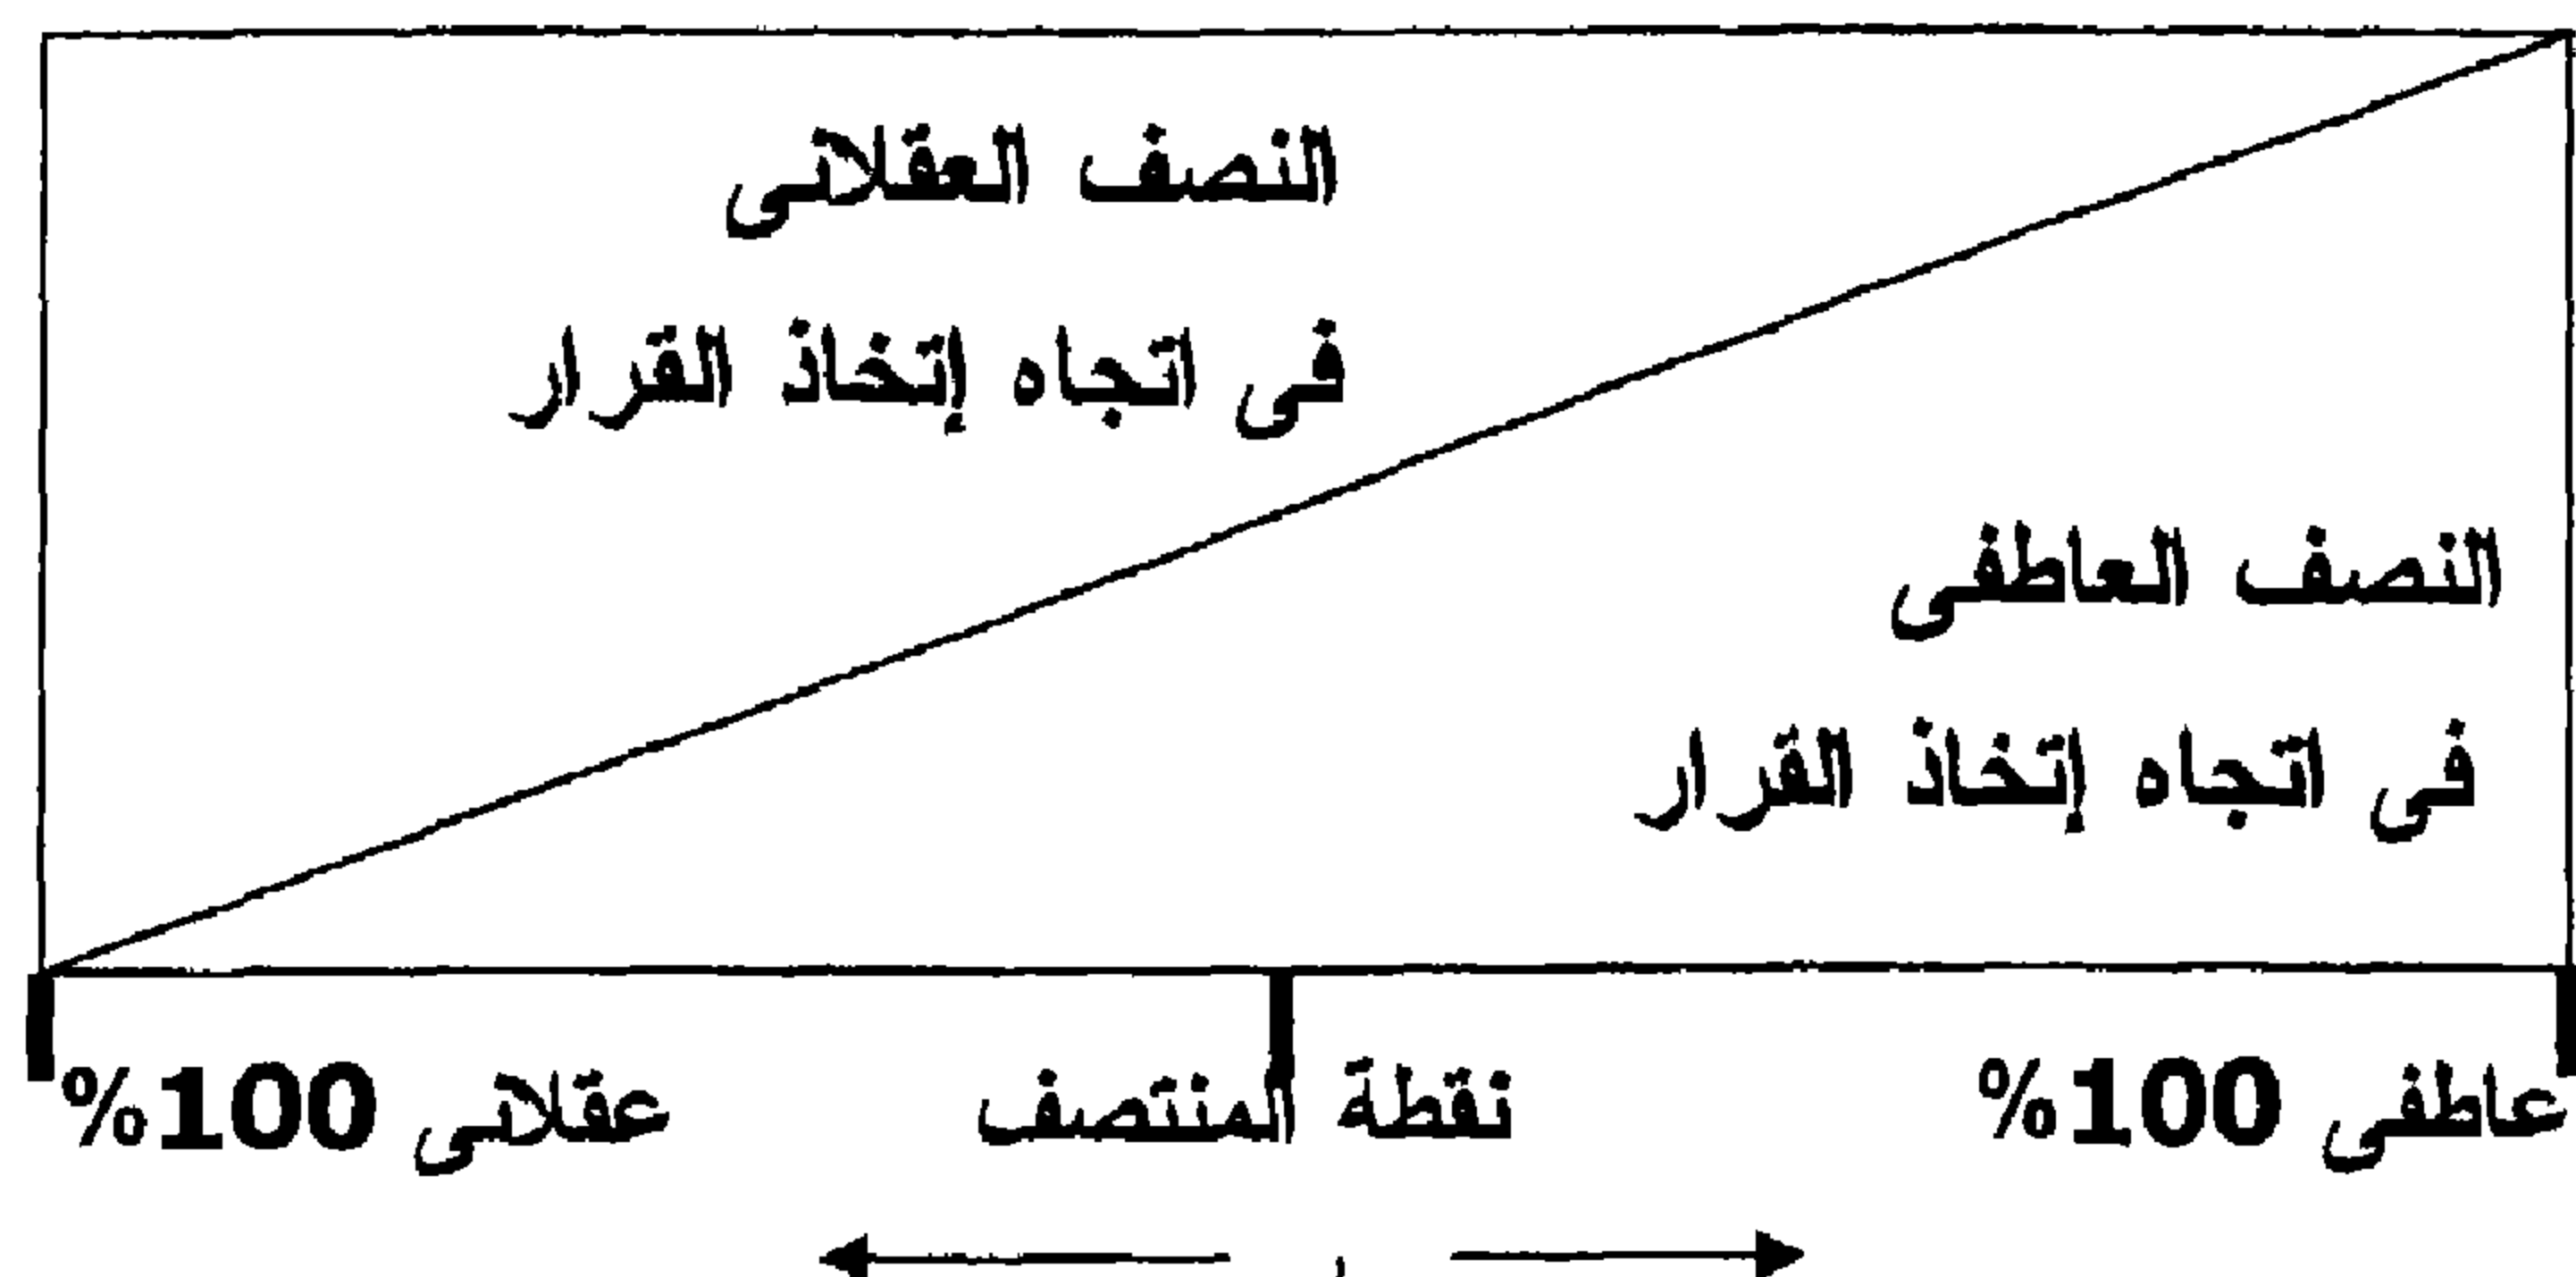 النصف العقلانى
فى اتجاه إتخاذ القرار
النصف العاطفى
فى اتجاه إتخاذ القرار
عاطفى 100%
نقطة المنتصف
عقلانى 100%